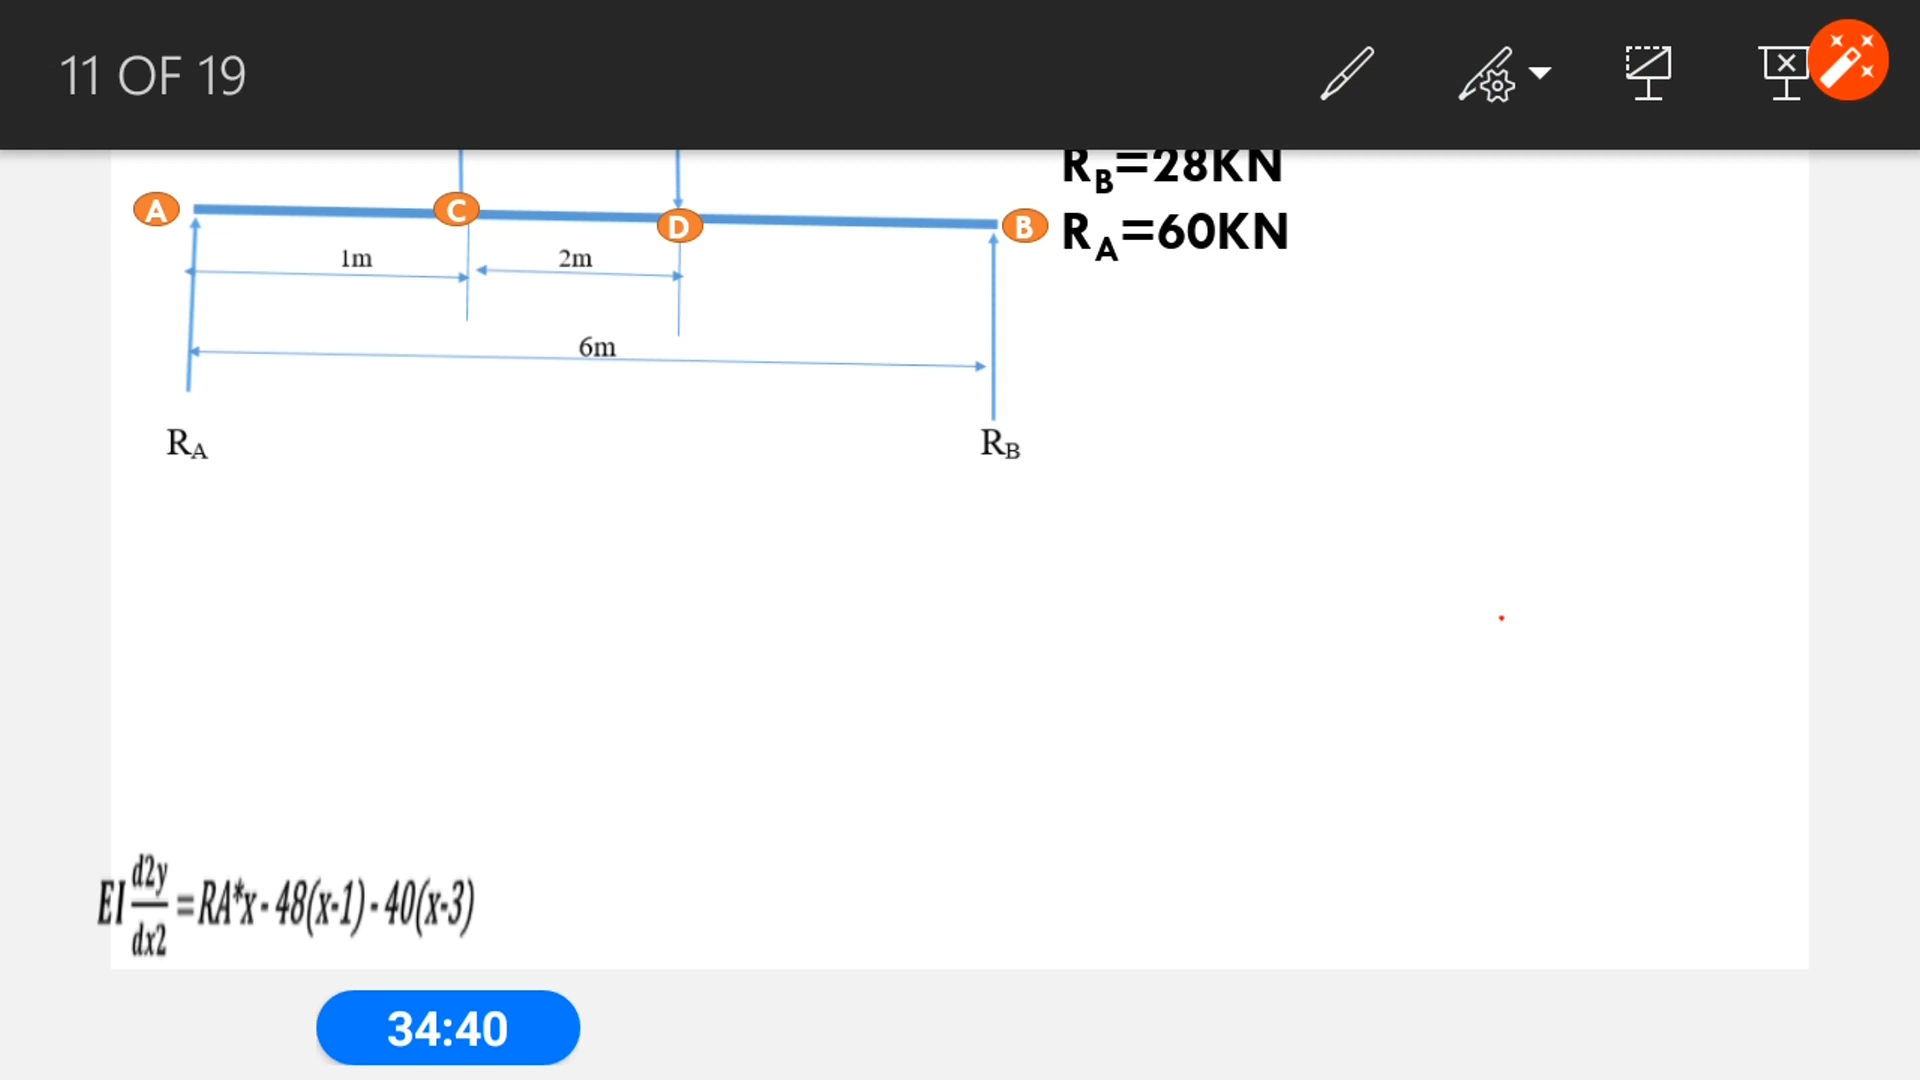 11 OF 19
RB=28KN
A C D B RA=60KN
1m 2m
6m
RA RB
EI d2y/dx2 =RA*x - 48(x-1) - 40(x-3)
34:40